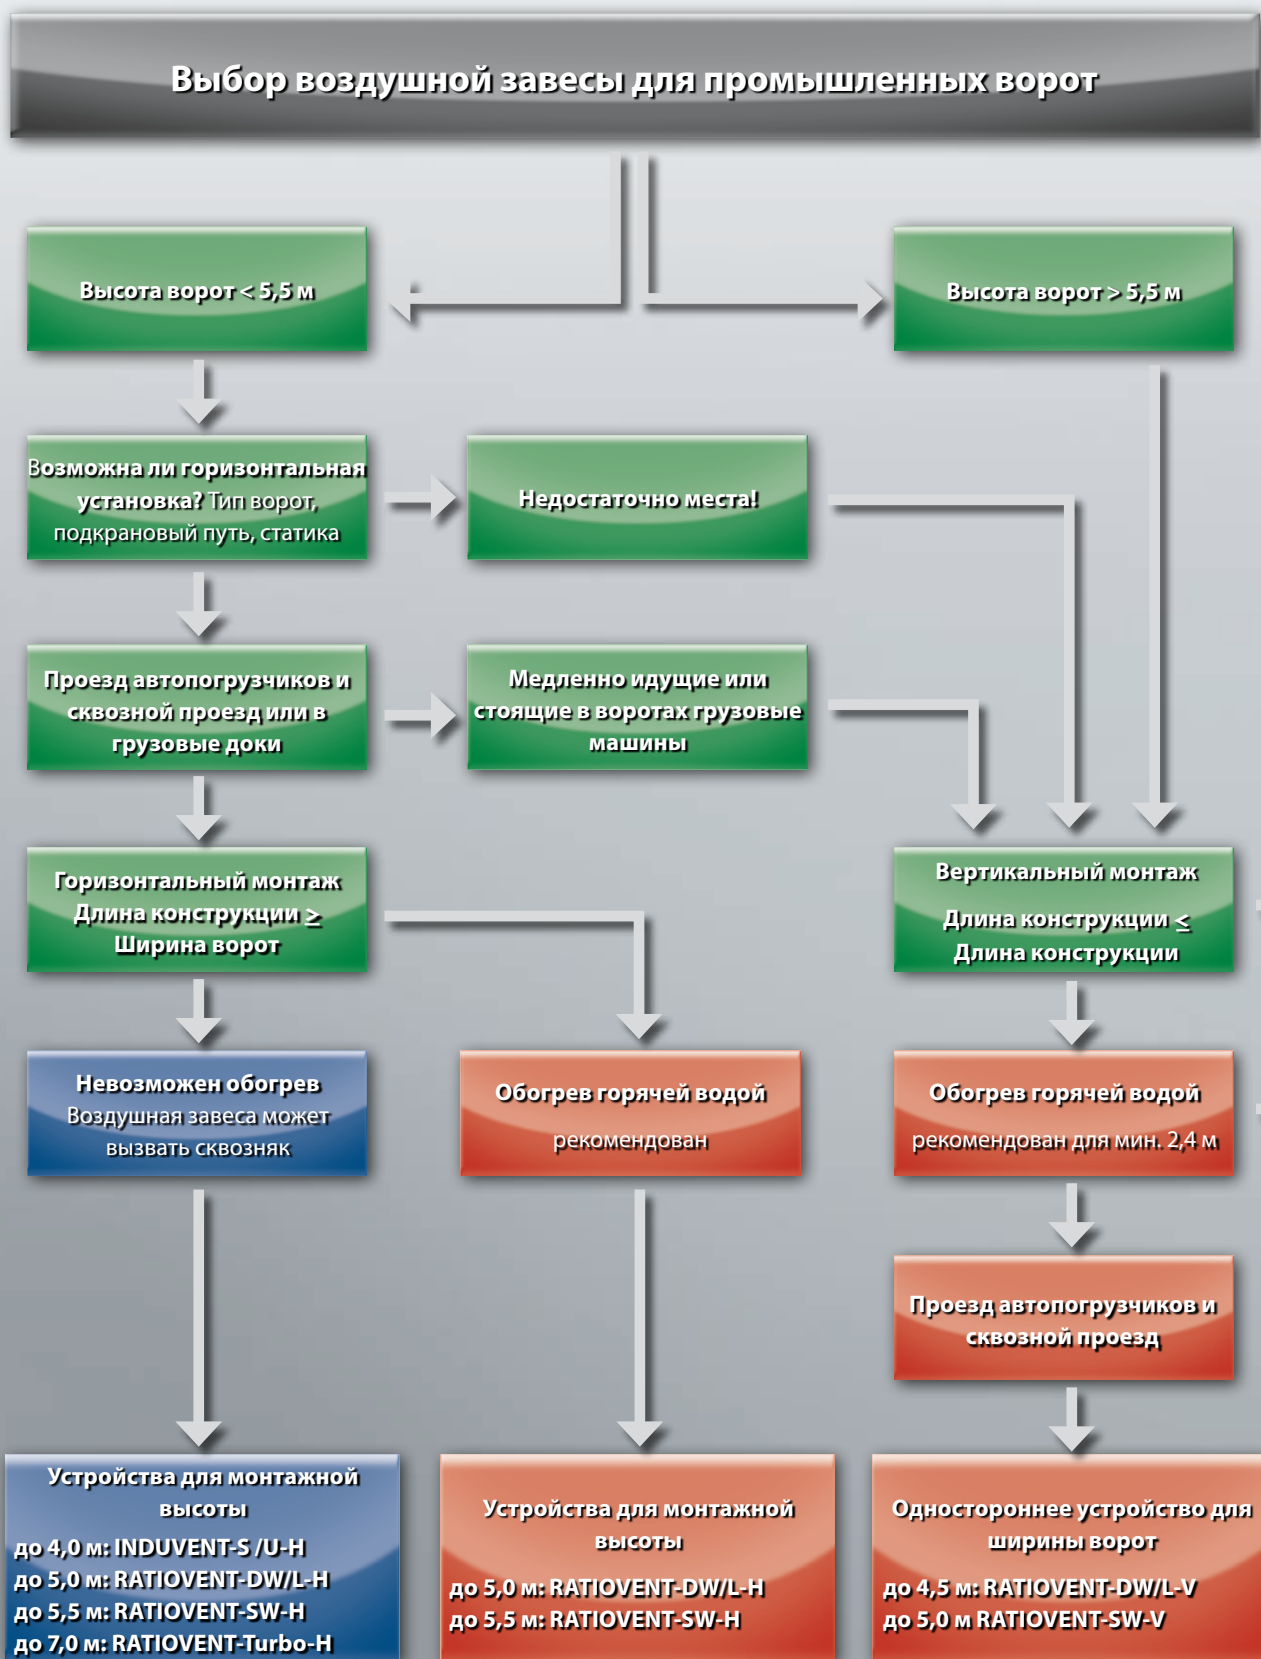 Выбор воздушной завесы для промышленных ворот
Высота ворот < 5,5 м
Высота ворот > 5,5 м
Возможна ли горизонтальная
установка? Тип ворот,
подкрановый путь, статика
Недостаточно места!
Проезд автопогрузчиков и
сквозной проезд или в
грузовые доки
Медленно идущие или
стоящие в воротах грузовые
машины
Горизонтальный монтаж
Длина конструкции ≥
Ширина ворот
Вертикальный монтаж
Длина конструкции ≤
Длина конструкции
Невозможен обогрев
Воздушная завеса может
вызвать сквозняк
Обогрев горячей водой
рекомендован
Обогрев горячей водой
рекомендован для мин. 2,4 м
Проезд автопогрузчиков и
сквозной проезд
Устройства для монтажной
высоты
до 4,0 м: INDUVENT-S /U-H
до 5,0 м: RATIOVENT-DW/L-H
до 5,5 м: RATIOVENT-SW-H
до 7,0 м: RATIOVENT-Turbo-H
Устройства для монтажной
высоты
до 5,0 м: RATIOVENT-DW/L-H
до 5,5 м: RATIOVENT-SW-H
Одностороннее устройство для
ширины ворот
до 4,5 м: RATIOVENT-DW/L-V
до 5,0 м RATIOVENT-SW-V